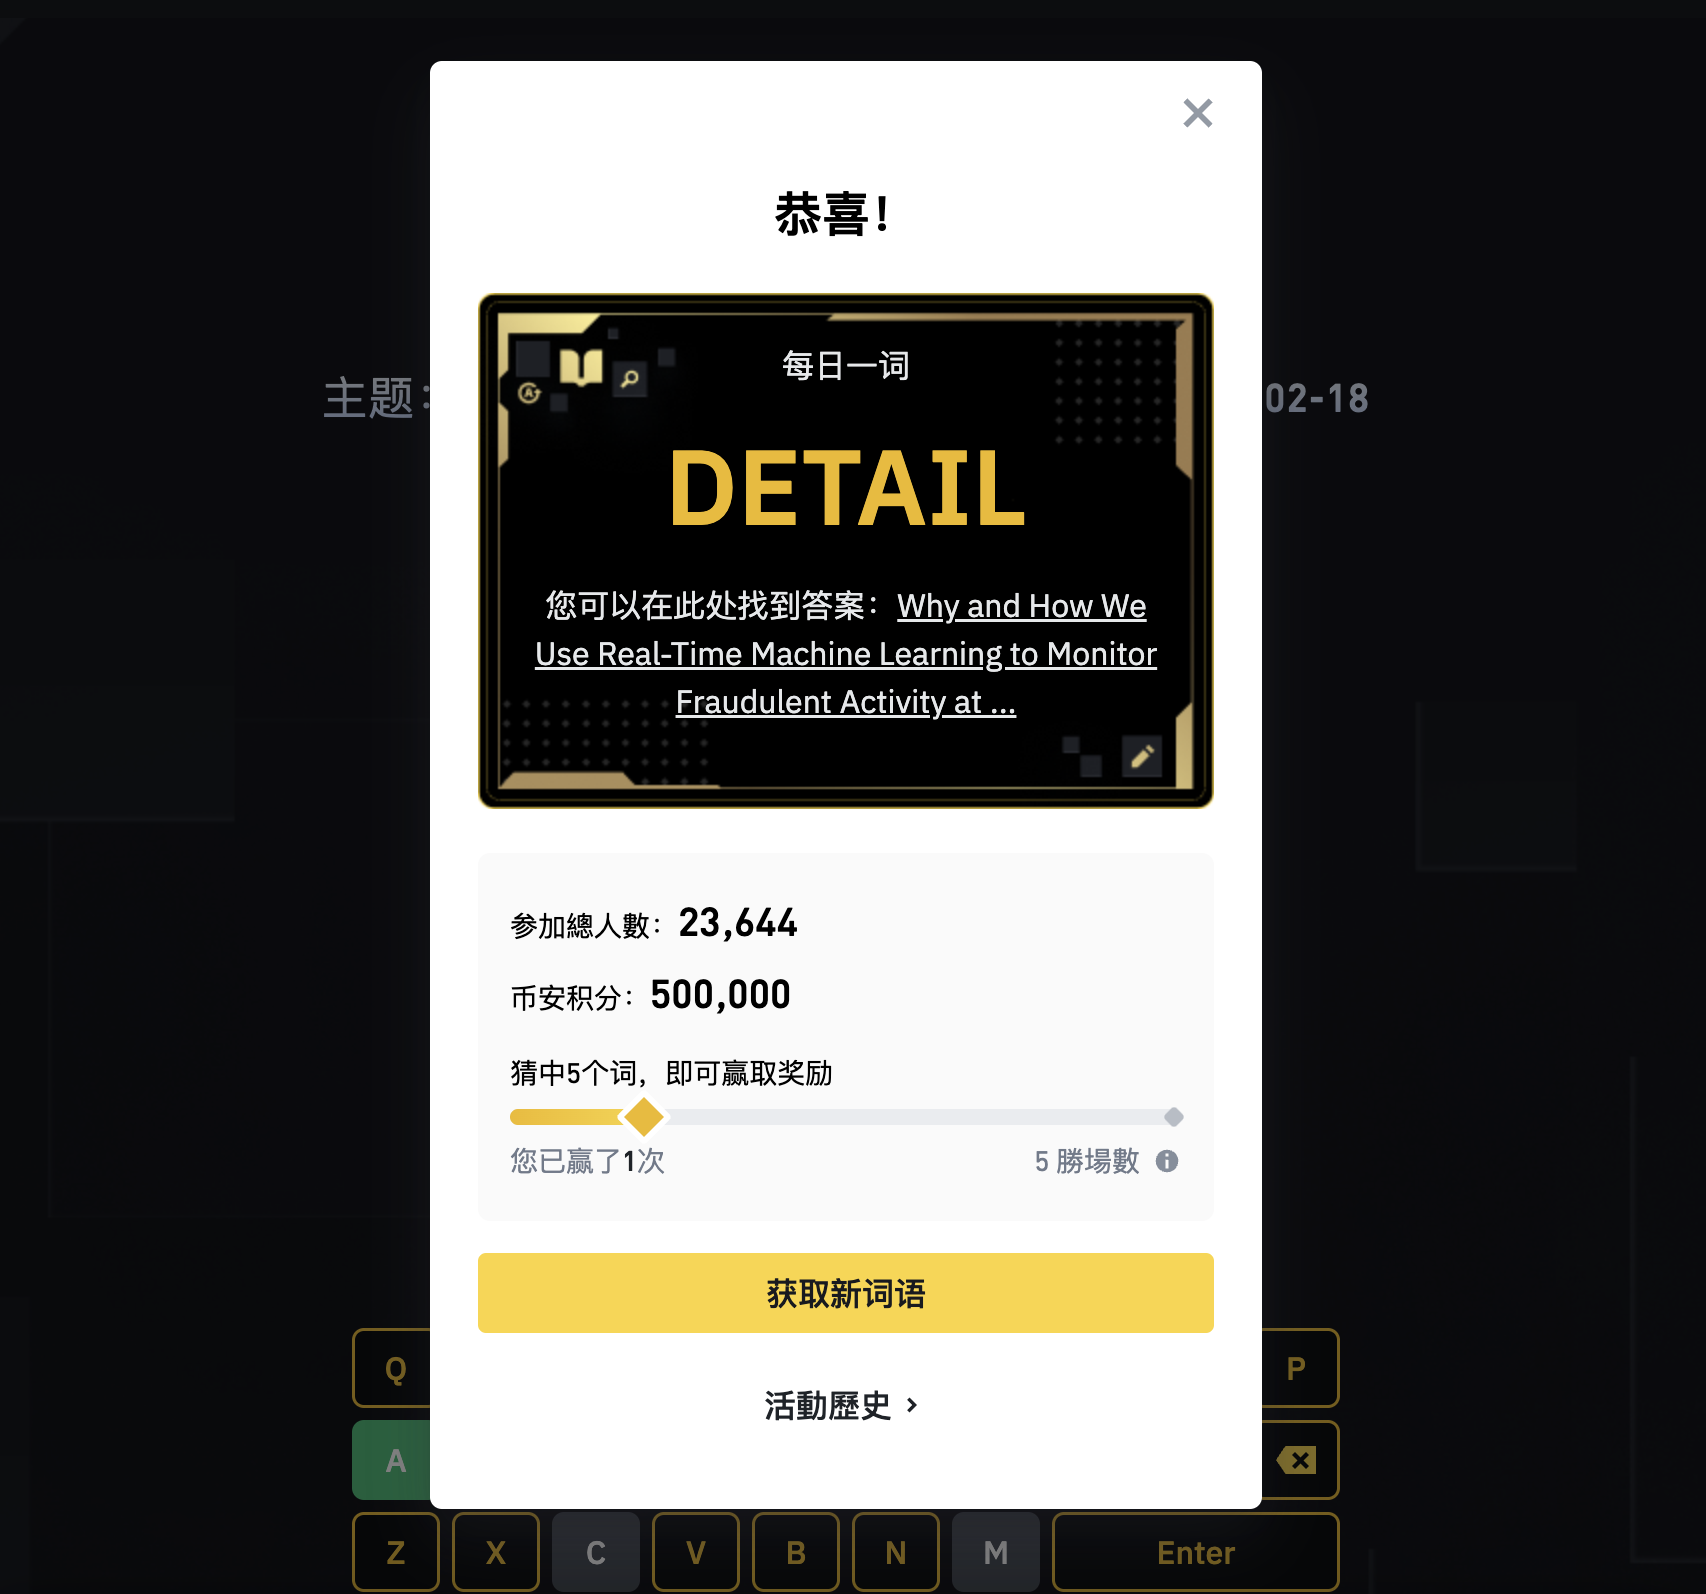 恭喜！
每日一词
主题：
02-18
DETAIL
您可以在此处找到答案：Why and How We
Use Real-Time Machine Learning to Monitor
Fraudulent Activity at ...
参加總人數：23,644
币安积分：500,000
猜中5个词，即可赢取奖励
您已赢了1次
5 勝場數
获取新词语
Q
P
活動歷史
A
Z X C V B N M Enter